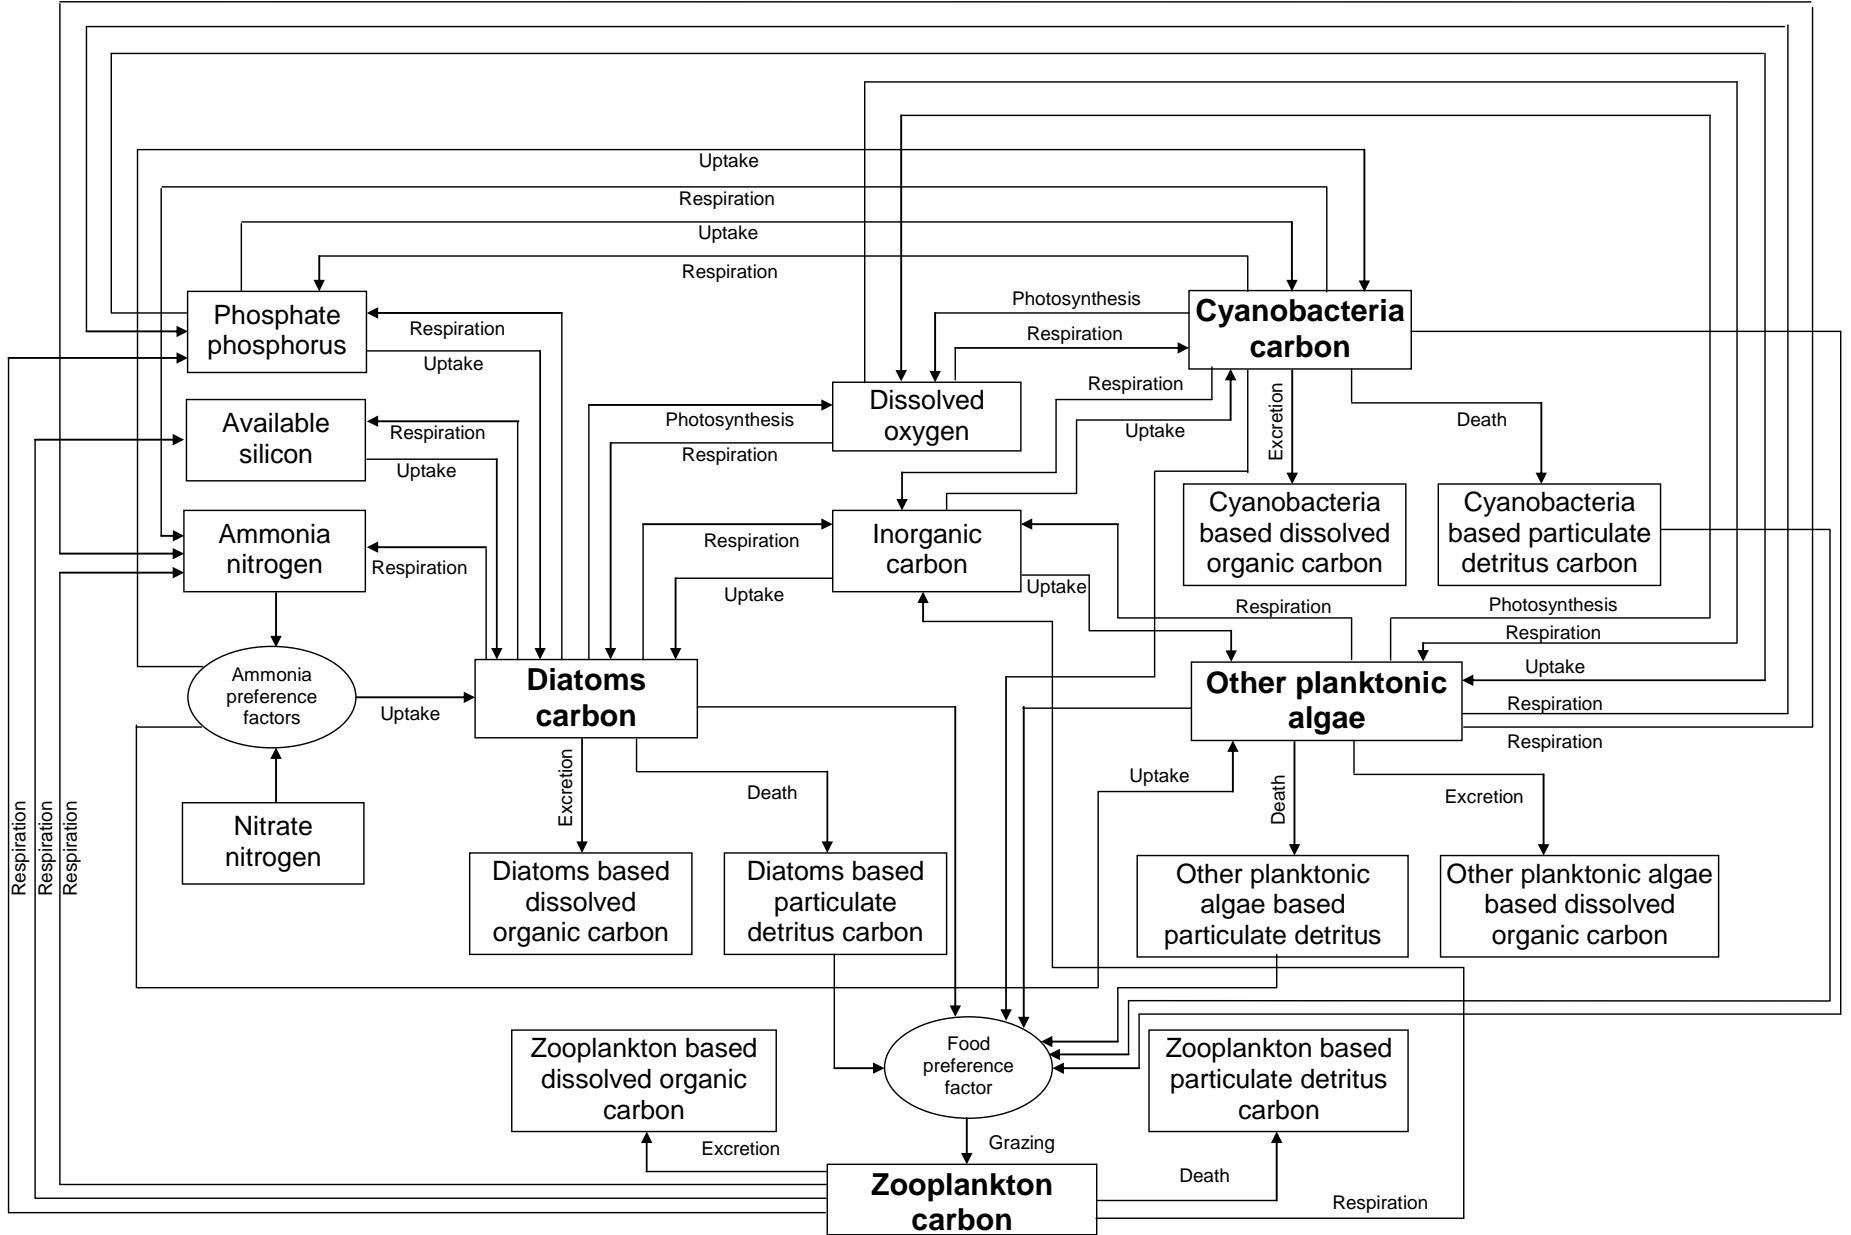 Uptake
Respiration
Uptake
Respiration
Phosphate
phosphorus
Respiration
Uptake
Photosynthesis
Respiration
Cyanobacteria
carbon
Available
silicon
Respiration
Uptake
Photosynthesis
Respiration
Dissolved
oxygen
Respiration
Uptake
Excretion
Death
Ammonia
nitrogen
Respiration
Respiration
Uptake
Inorganic
carbon
Uptake
Cyanobacteria
based dissolved
organic carbon
Cyanobacteria
based particulate
detritus carbon
Respiration
Photosynthesis
Respiration
Uptake
Respiration
Respiration
Ammonia
preference
factors
Uptake
Diatoms
carbon
Other planktonic
algae
Nitrate
nitrogen
Excretion
Death
Uptake
Death
Excretion
Respiration
Respiration
Respiration
Diatoms based
dissolved
organic carbon
Diatoms based
particulate
detritus carbon
Other planktonic
algae based
particulate detritus
Other planktonic algae
based dissolved
organic carbon
Zooplankton based
dissolved organic
carbon
Food
preference
factor
Zooplankton based
particulate detritus
carbon
Excretion
Grazing
Death
Respiration
Zooplankton
carbon